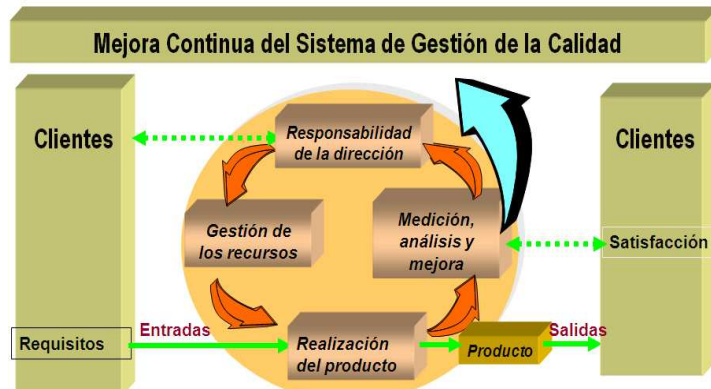 Mejora Continua del Sistema de Gestión de la Calidad
Clientes
Responsabilidad
de la dirección
Clientes
Gestión de
los recursos
Medición,
análisis y
mejora
Satisfacción
Requisitos
Entradas
Realización
del producto
Producto
Salidas